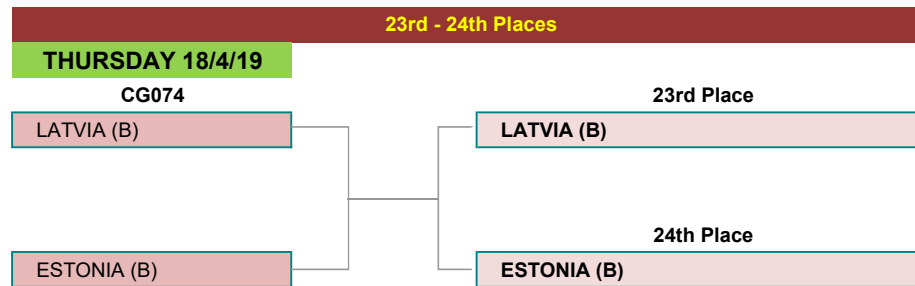 23rd - 24th Places
THURSDAY 18/4/19
CG074
23rd Place
LATVIA (B)
LATVIA (B)
24th Place
ESTONIA (B)
ESTONIA (B)